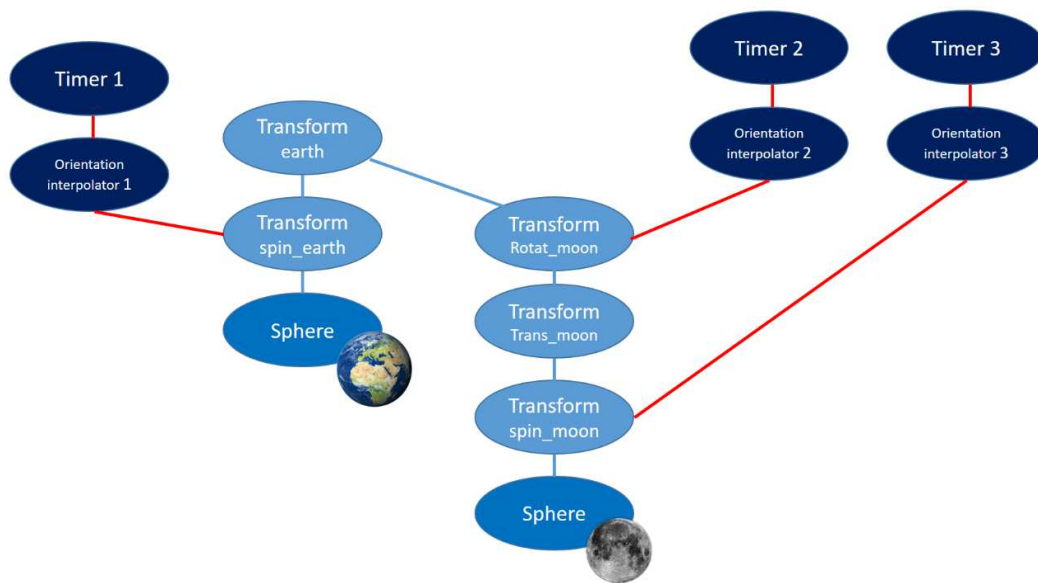 Timer 1
Orientation
interpolator 1
Transform
earth
Transform
spin_earth
Sphere
Timer 2
Orientation
interpolator 2
Timer 3
Orientation
interpolator 3
Transform
Rotat_moon
Transform
Trans_moon
Transform
spin_moon
Sphere